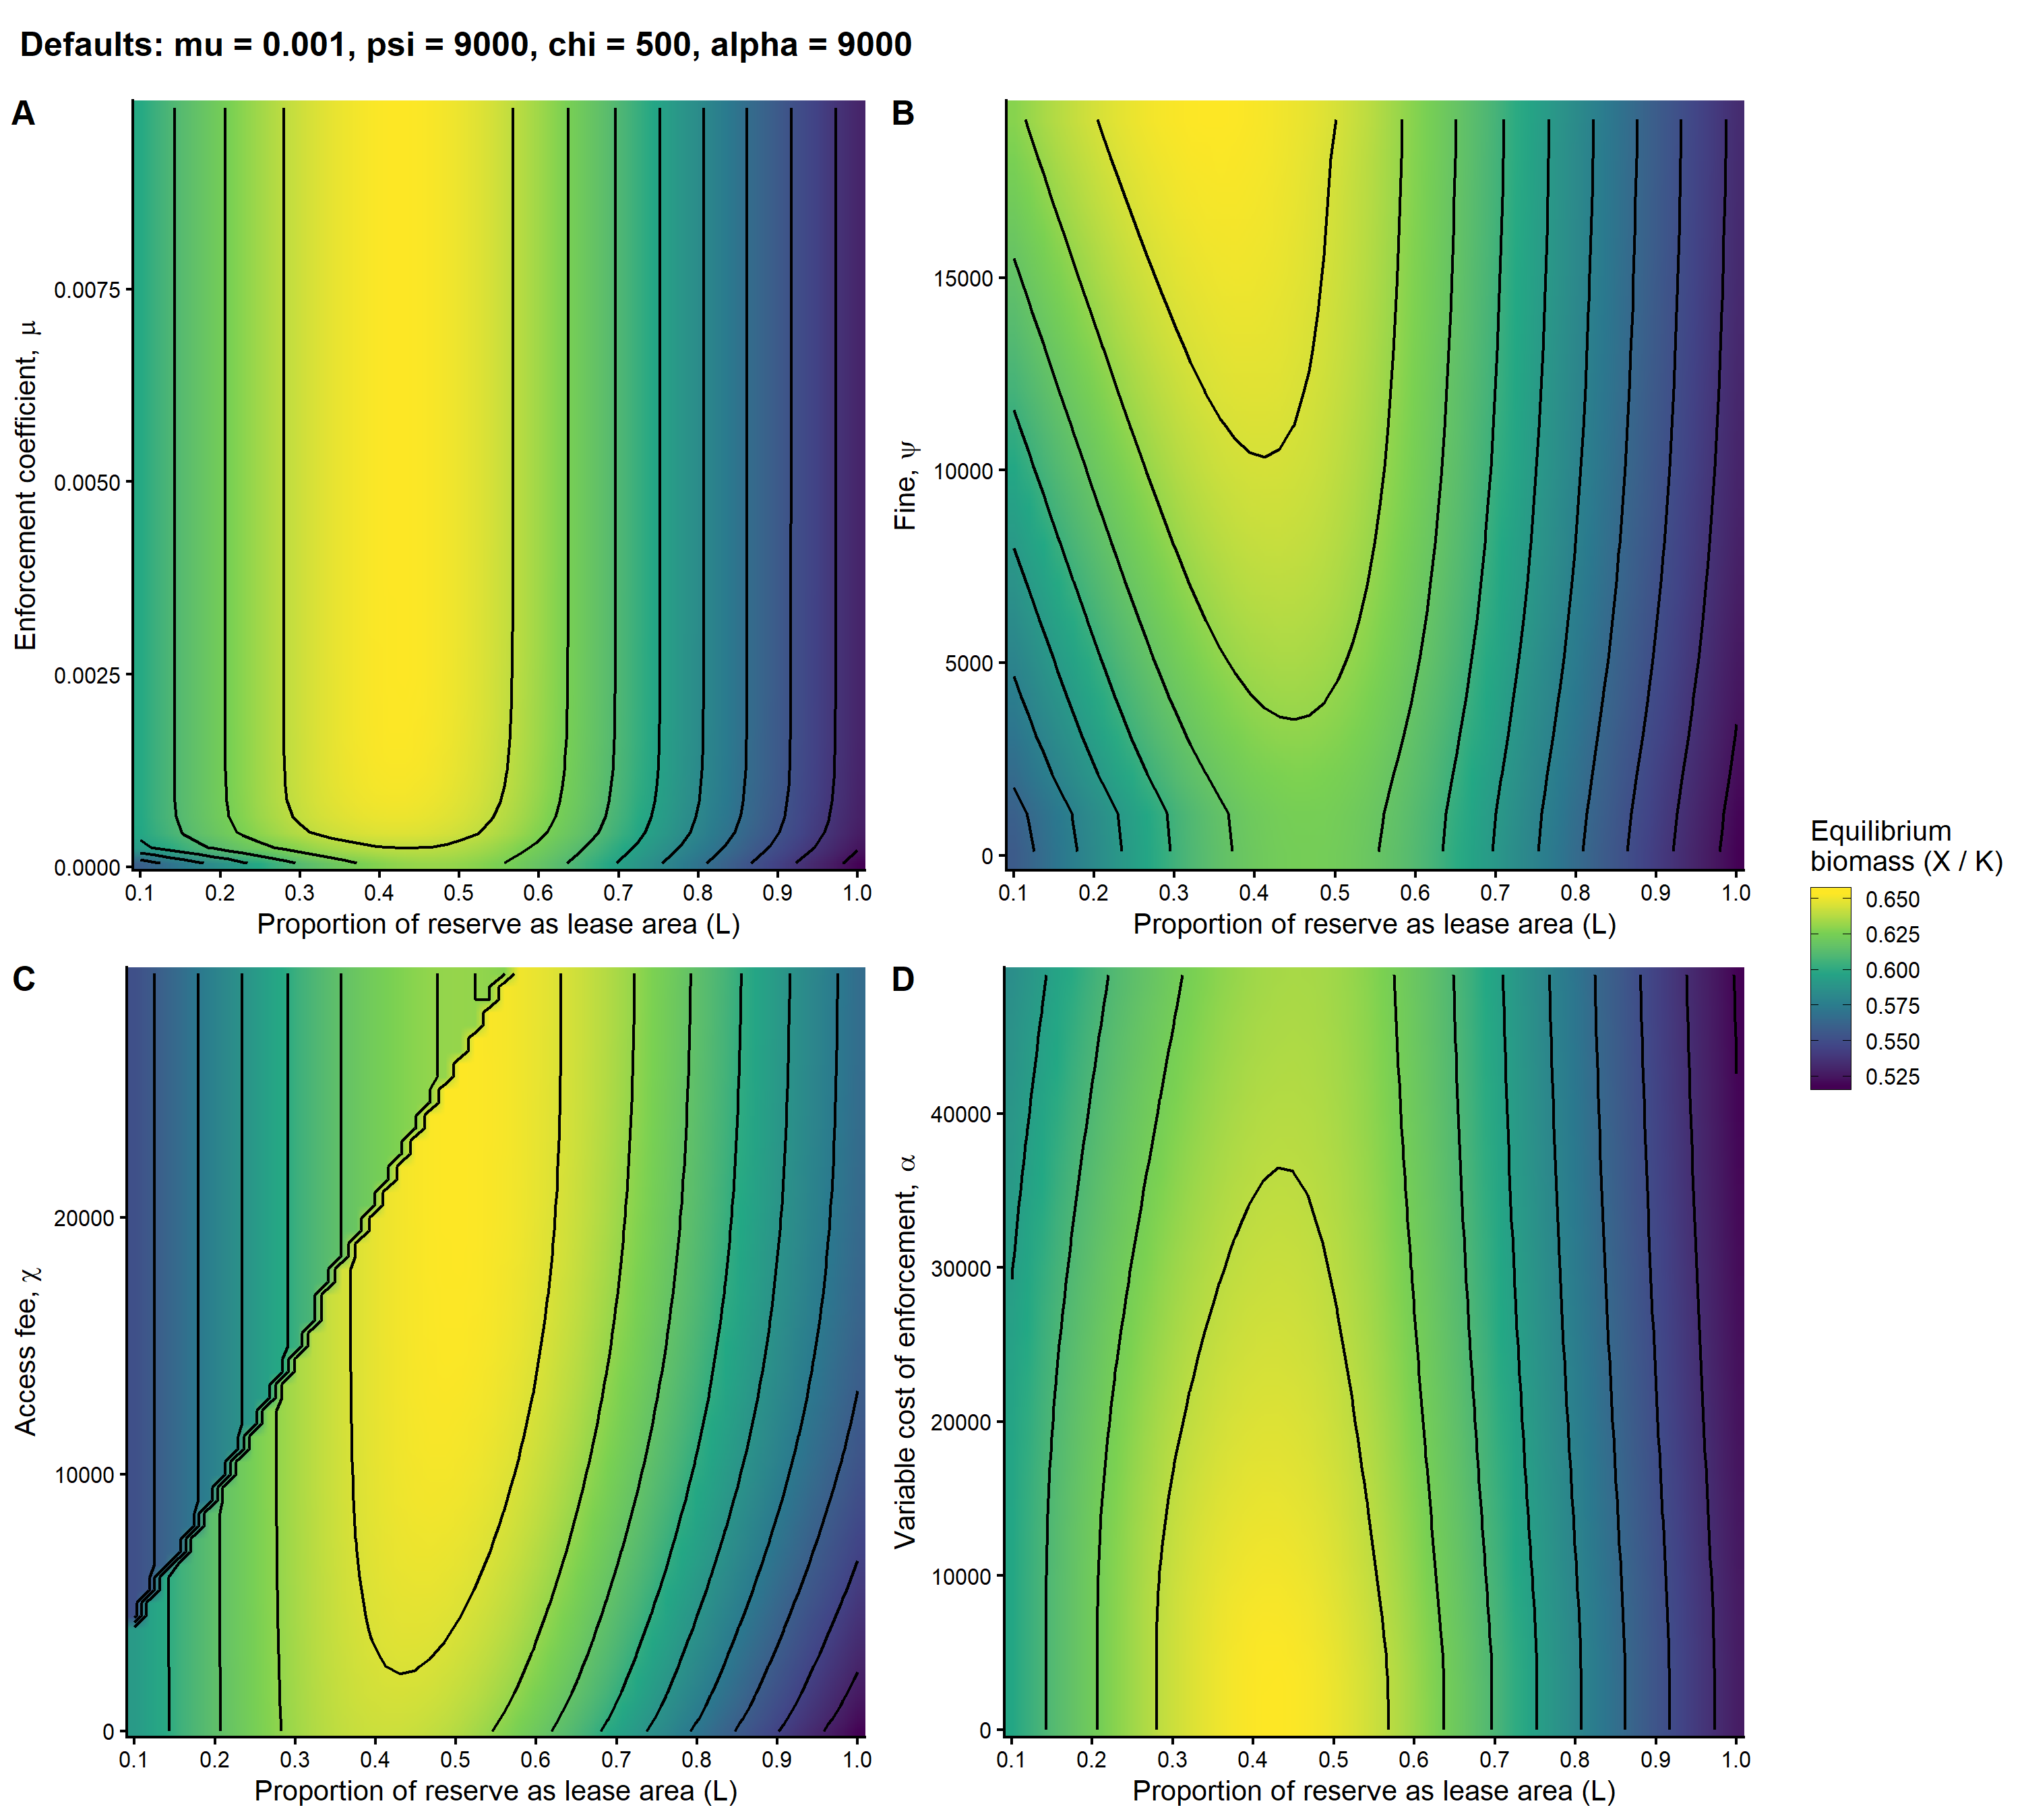 Defaults: mu = 0.001, psi = 9000, chi = 500, alpha = 9000
A
Enforcement coefficient, μ
0.0075
0.0050
0.0025
0.0000
0.1 0.2 0.3 0.4 0.5 0.6 0.7 0.8 0.9 1.0
Proportion of reserve as lease area (L)
B
Fine, ψ
15000
10000
5000
0
0.1 0.2 0.3 0.4 0.5 0.6 0.7 0.8 0.9 1.0
Proportion of reserve as lease area (L)
C
Access fee, χ
20000
10000
0
0.1 0.2 0.3 0.4 0.5 0.6 0.7 0.8 0.9 1.0
Proportion of reserve as lease area (L)
D
Variable cost of enforcement, α
40000
30000
20000
10000
0
0.1 0.2 0.3 0.4 0.5 0.6 0.7 0.8 0.9 1.0
Proportion of reserve as lease area (L)
Equilibrium
biomass (X / K)
0.650
0.625
0.600
0.575
0.550
0.525